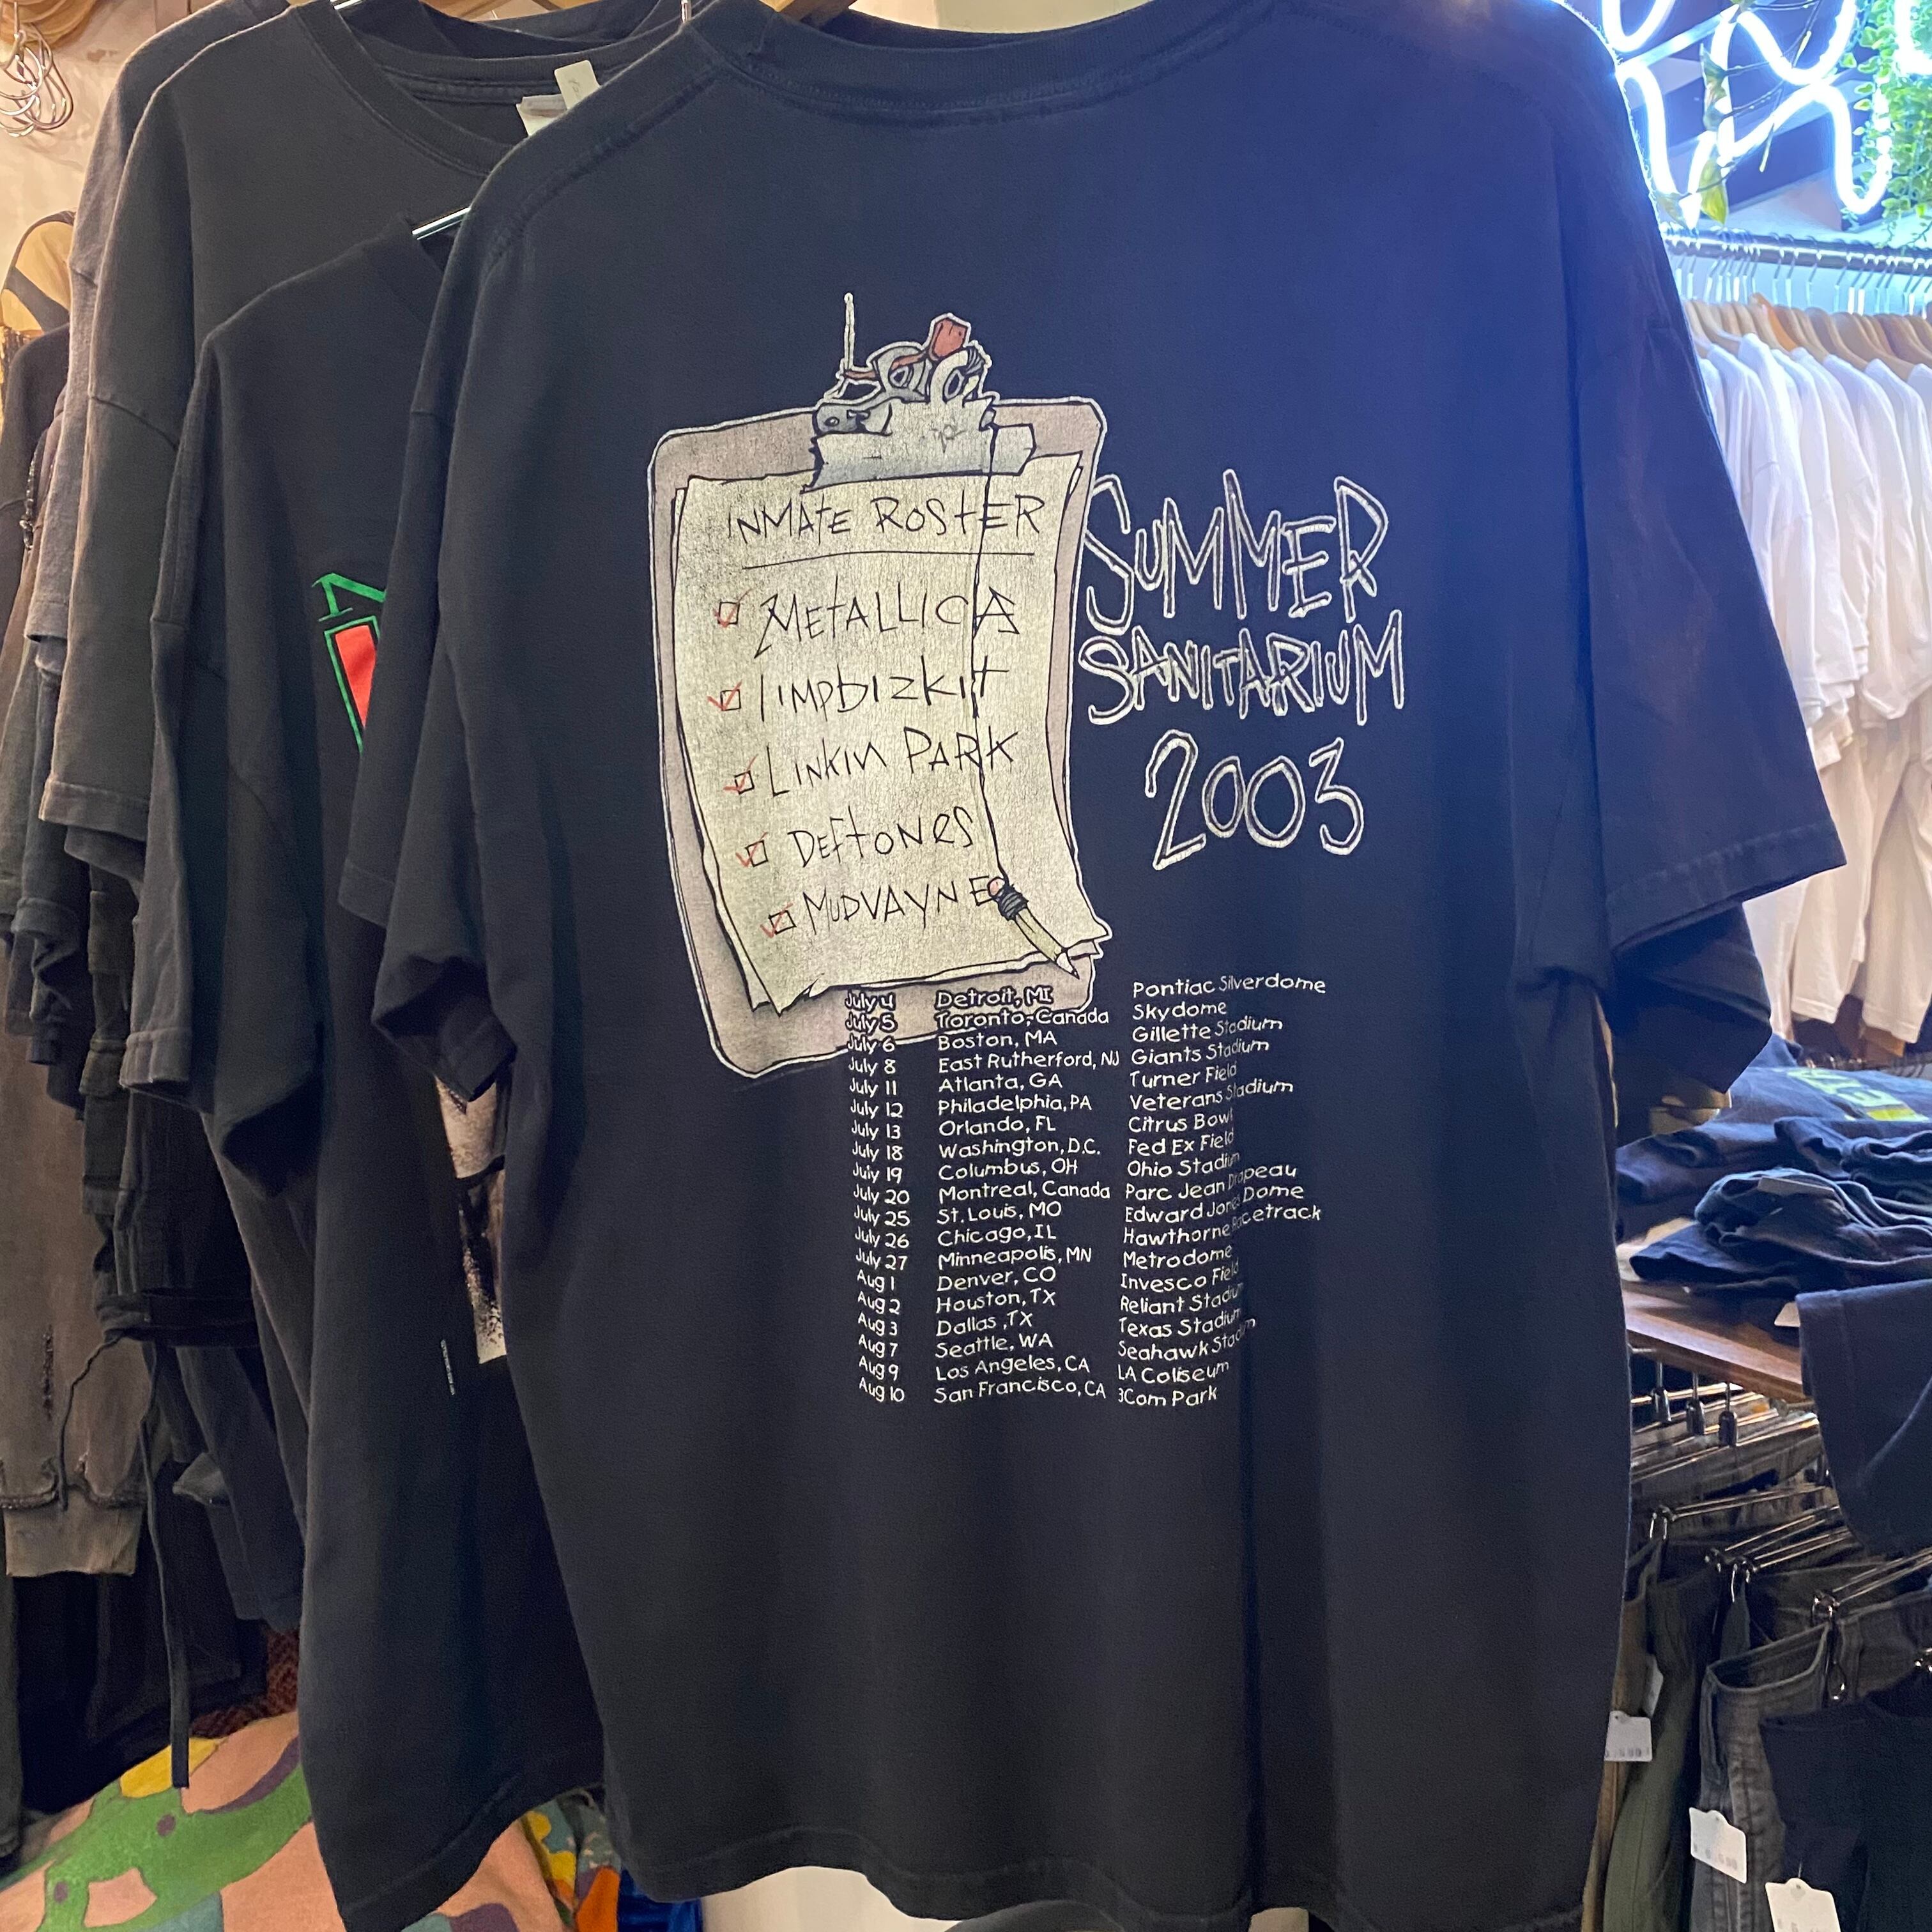 INMATE ROSTER
METALLICA
limpbizkit
LINKIN PARK
DEFTONES
MUDVAYNE
SUMMER
SANITARIUM
2003
July 4 Detroit, MI Pontiac Silverdome
July 5 Toronto, Canada Skydome
July 6 Boston, MA Gillette Stadium
July 8 East Rutherford, NJ Giants Stadium
July 11 Atlanta, GA Turner Field
July 12 Philadelphia, PA Veterans Stadium
July 13 Orlando, FL Citrus Bowl
July 18 Washington, D.C. Fed Ex Field
July 19 Columbus, OH Ohio Stadium
July 20 Montreal, Canada Parc Jean Drapeau
July 25 St. Louis, MO Edward Jones Dome
July 26 Chicago, IL Hawthorne Racetrack
July 27 Minneapolis, MN Metrodome
Aug 1 Denver, CO Invesco Field
Aug 2 Houston, TX Reliant Stadium
Aug 3 Dallas ,TX Texas Stadium
Aug 7 Seattle, WA Seahawk Stadium
Aug 9 Los Angeles, CA LA Coliseum
Aug 10 San Francisco, CA 3Com Park